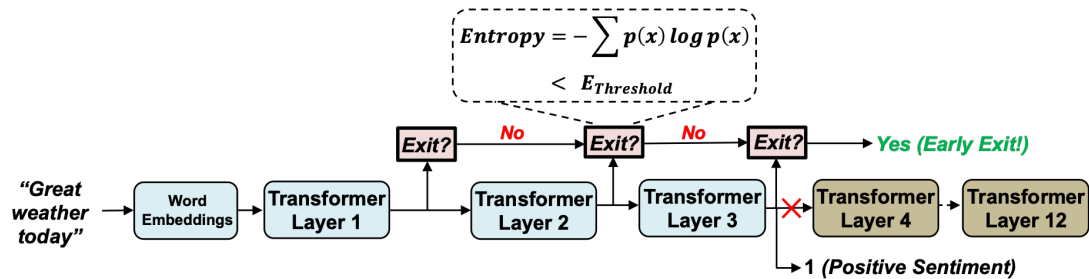 Entropy = − ∑ p(x) log p(x)
< E_Threshold
Exit?
No
Exit?
No
Exit?
Yes (Early Exit!)
“Great
weather
today”
Word
Embeddings
Transformer
Layer 1
Transformer
Layer 2
Transformer
Layer 3
Transformer
Layer 4
Transformer
Layer 12
1 (Positive Sentiment)